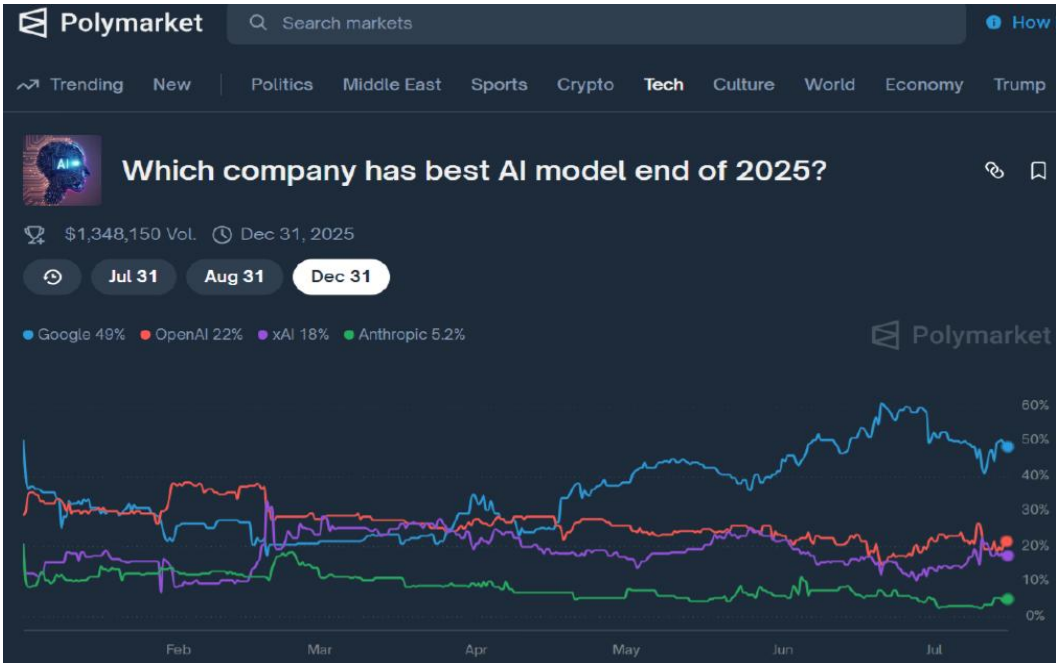 Polymarket
Search markets
How
Trending New Politics Middle East Sports Crypto Tech Culture World Economy Trump
AI
Which company has best AI model end of 2025?
$1,348,150 Vol. Dec 31, 2025
Jul 31 Aug 31 Dec 31
Google 49% OpenAI 22% xAI 18% Anthropic 5.2%
Polymarket
60%
50%
40%
30%
20%
10%
0%
Feb Mar Apr May Jun Jul